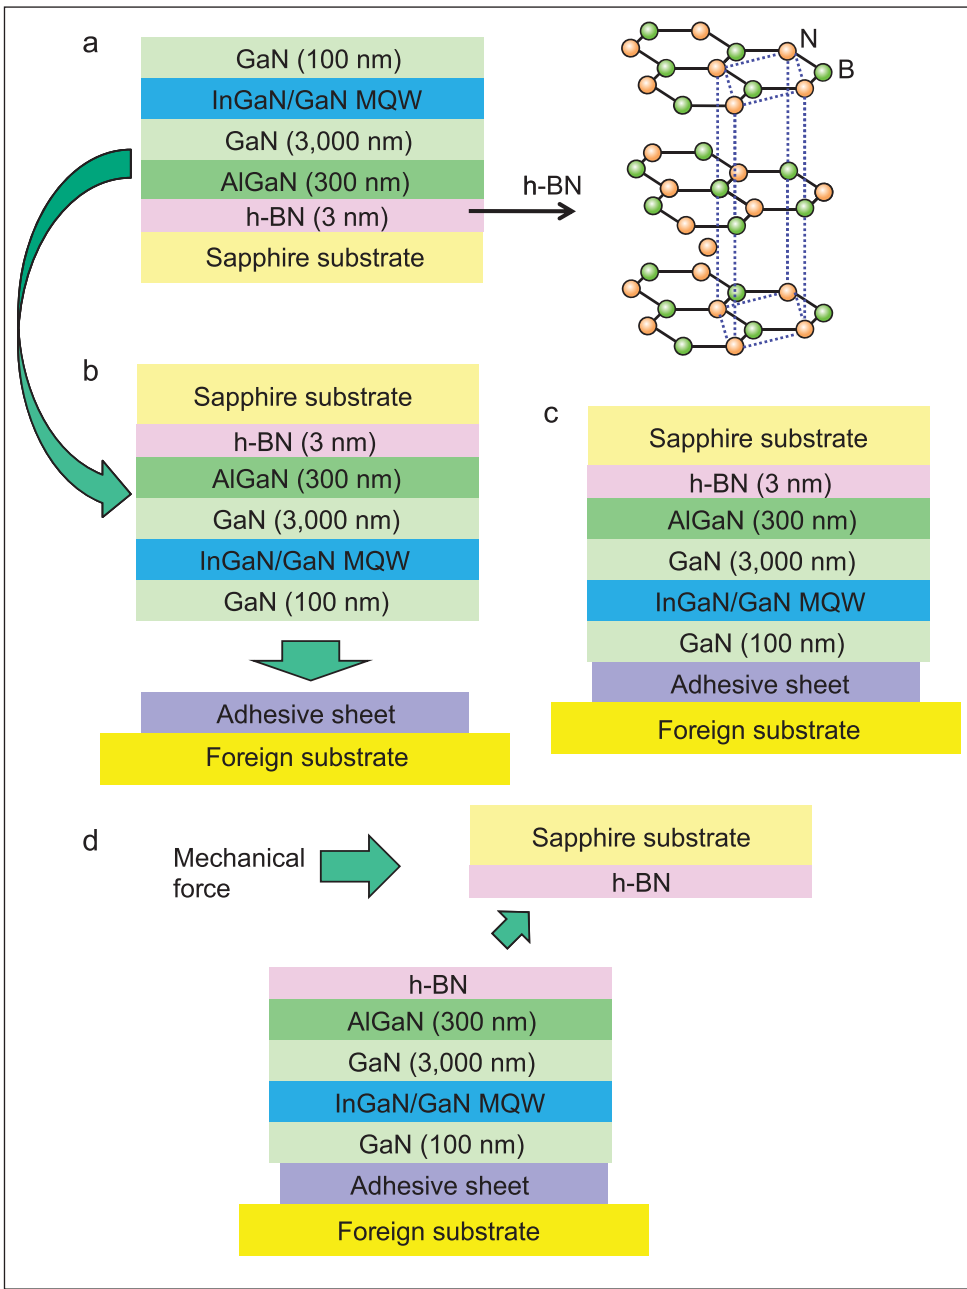 a
GaN (100 nm)
InGaN/GaN MQW
GaN (3,000 nm)
AlGaN (300 nm)
h-BN (3 nm)
Sapphire substrate
h-BN
N
B
b
Sapphire substrate
h-BN (3 nm)
AlGaN (300 nm)
GaN (3,000 nm)
InGaN/GaN MQW
GaN (100 nm)
Adhesive sheet
Foreign substrate
c
Sapphire substrate
h-BN (3 nm)
AlGaN (300 nm)
GaN (3,000 nm)
InGaN/GaN MQW
GaN (100 nm)
Adhesive sheet
Foreign substrate
d
Mechanical
force
Sapphire substrate
h-BN
h-BN
AlGaN (300 nm)
GaN (3,000 nm)
InGaN/GaN MQW
GaN (100 nm)
Adhesive sheet
Foreign substrate